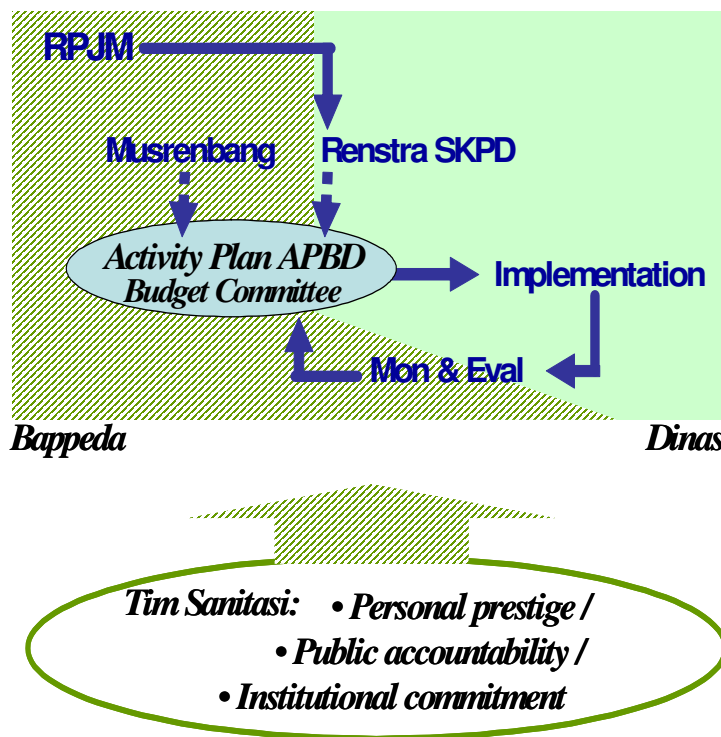 RPJM
Musrenbang
Renstra SKPD
Activity Plan APBD
Budget Committee
Implementation
Mon & Eval
Bappeda
Dinas
Tim Sanitasi: • Personal prestige /
• Public accountability /
• Institutional commitment